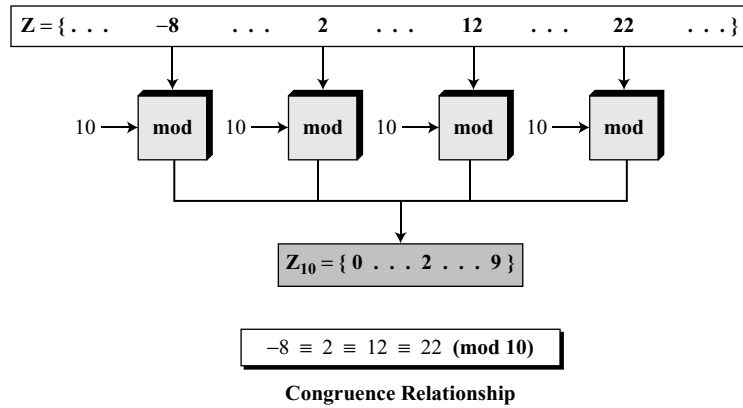 Z = { . . . −8 . . . 2 . . . 12 . . . 22 . . . }
10 mod 10 mod 10 mod 10 mod
Z₁₀ = { 0 . . . 2 . . . 9 }
−8 ≡ 2 ≡ 12 ≡ 22 (mod 10)
Congruence Relationship